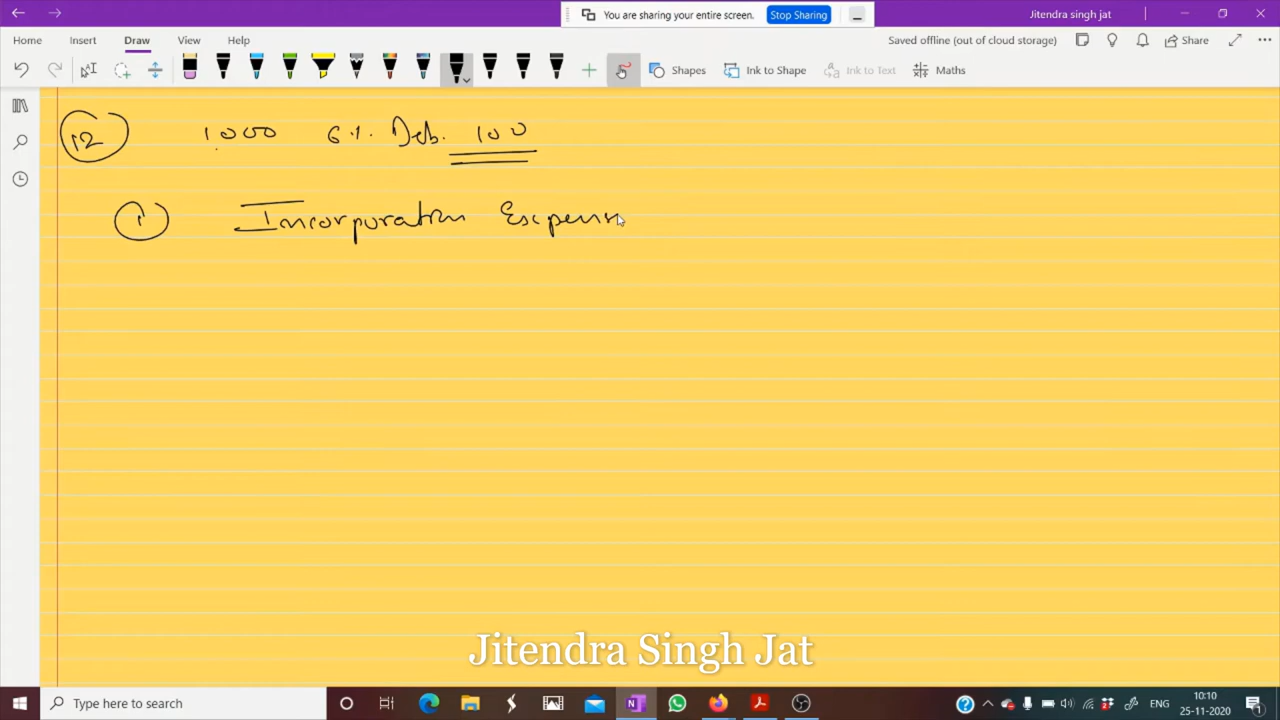 You are sharing your entire screen. Stop Sharing
Jitendra singh jat
Home Insert Draw View Help
Saved offline (out of cloud storage) Share
Shapes Ink to Shape Ink to Text Maths
12 1000 6%. Deb. 100
1 Incorporation Expens
Jitendra Singh Jat
Type here to search
ENG
10:10
25-11-2020